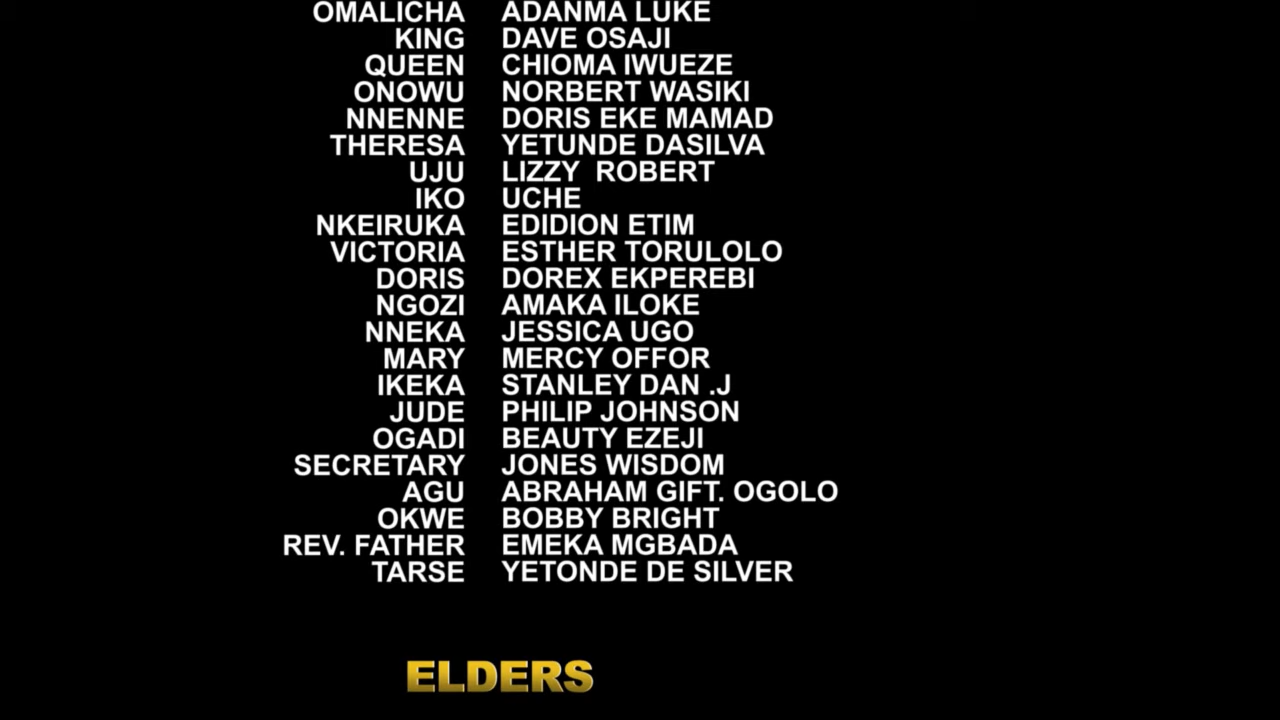 OMALICHA ADANMA LUKE
KING DAVE OSAJI
QUEEN CHIOMA IWUEZE
ONOWU NORBERT WASIKI
NNENNE DORIS EKE MAMAD
THERESA YETUNDE DASILVA
UJU LIZZY ROBERT
IKO UCHE
NKEIRUKA EDIDION ETIM
VICTORIA ESTHER TORULOLO
DORIS DOREX EKPEREBI
NGOZI AMAKA ILOKE
NNEKA JESSICA UGO
MARY MERCY OFFOR
IKEKA STANLEY DAN .J
JUDE PHILIP JOHNSON
OGADI BEAUTY EZEJI
SECRETARY JONES WISDOM
AGU ABRAHAM GIFT. OGOLO
OKWE BOBBY BRIGHT
REV. FATHER EMEKA MGBADA
TARSE YETONDE DE SILVER
ELDERS